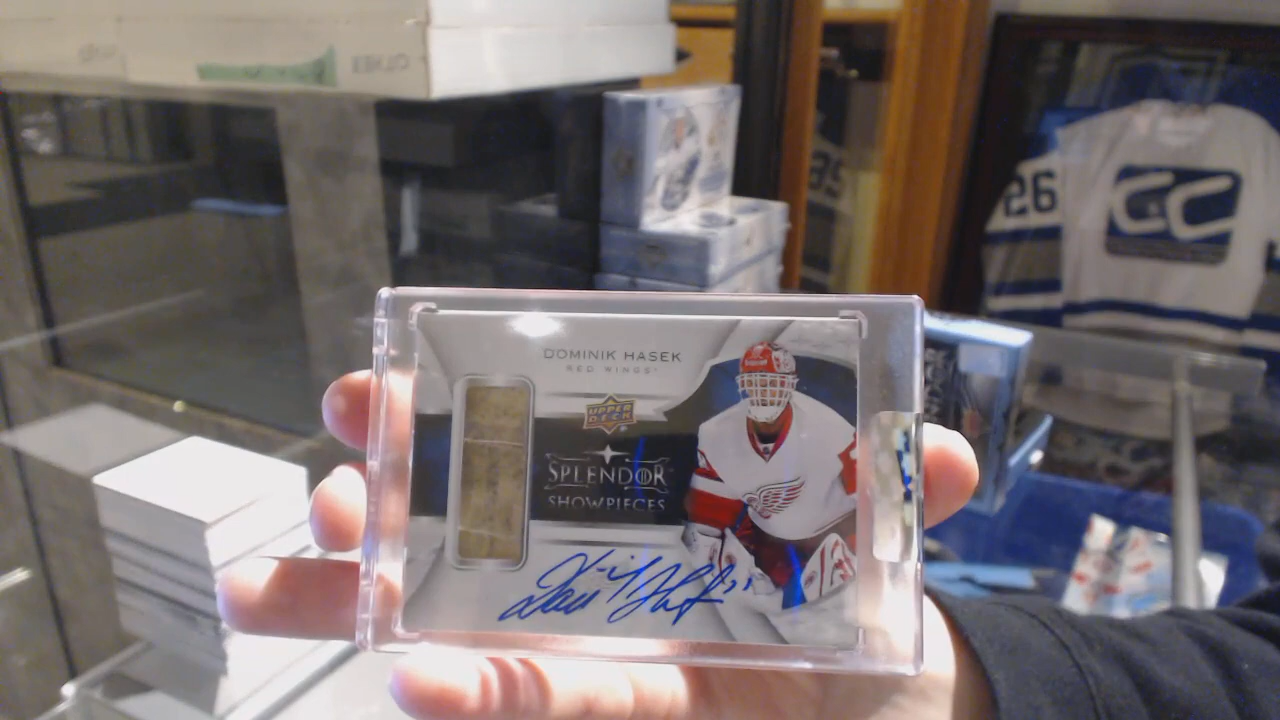 DOMINIK HASEK
RED WINGS
UPPER DECK
SPLENDOR
SHOWPIECES
26
CC